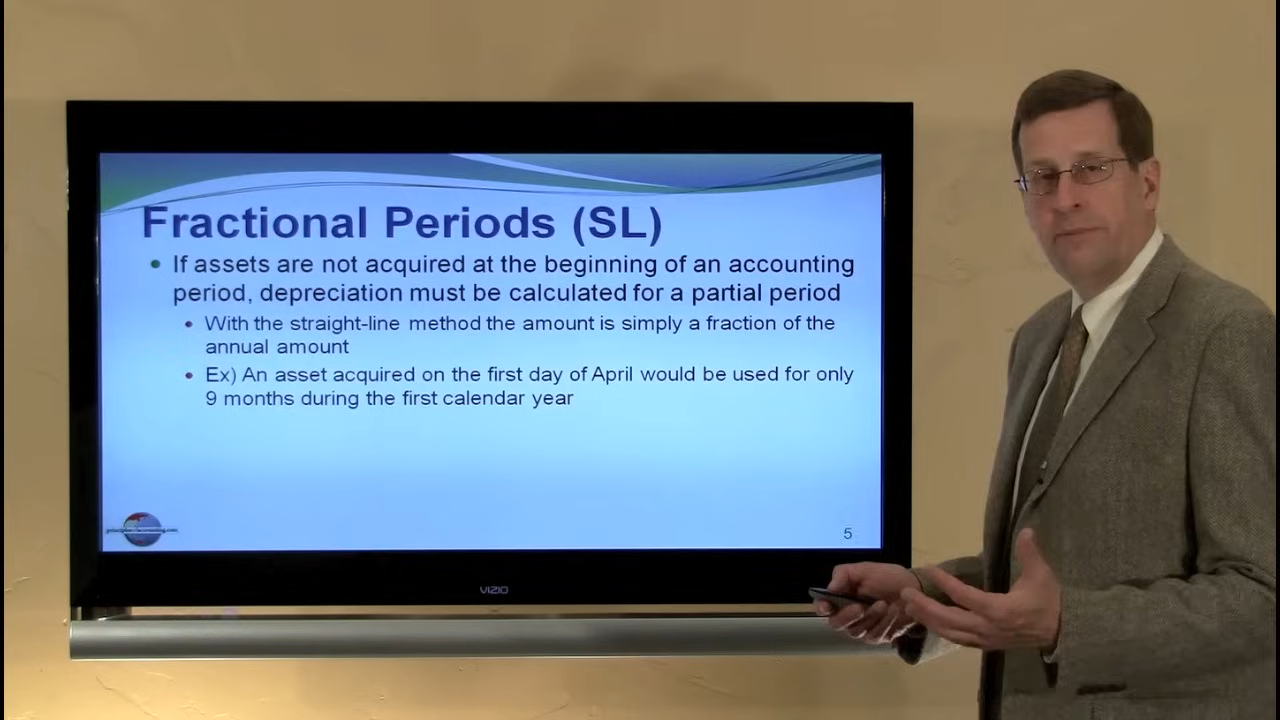 Fractional Periods (SL)
• If assets are not acquired at the beginning of an accounting
period, depreciation must be calculated for a partial period
• With the straight-line method the amount is simply a fraction of the
annual amount
• Ex) An asset acquired on the first day of April would be used for only
9 months during the first calendar year
5
VIZIO